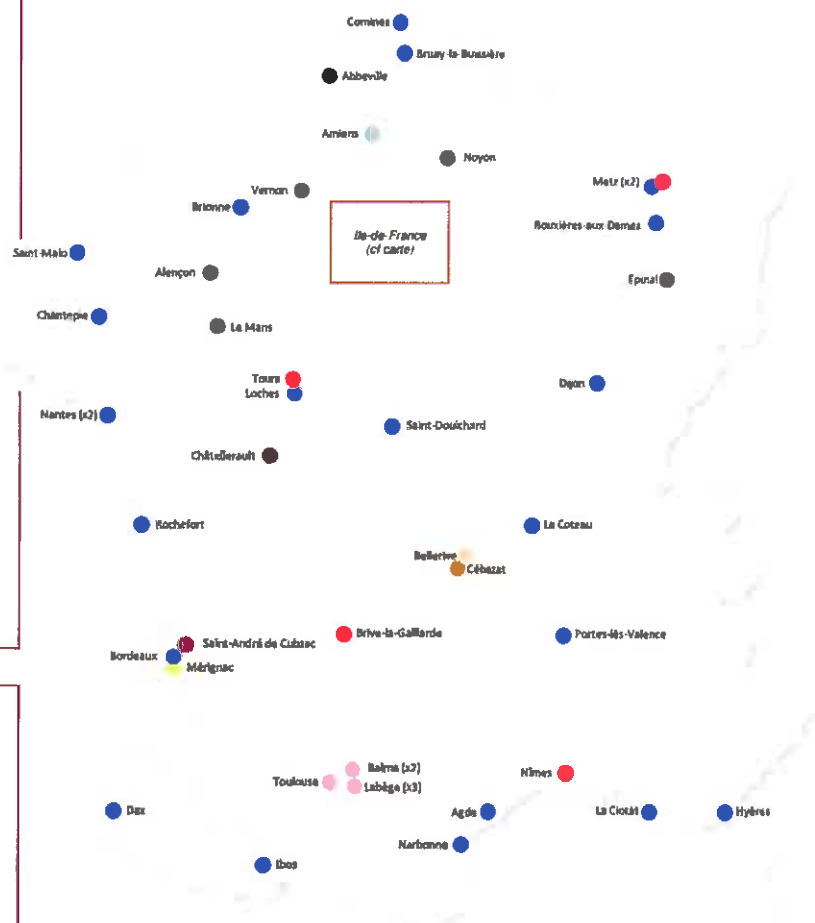 Comines
Bruay-la-Buissière
Abbeville
Amiens
Noyon
Metz (x2)
Vernon
Brionne
Bouxières-aux-Dames
Ile-de-France
(cf carte)
Saint-Malo
Alençon
Epinal
Chantepie
Le Mans
Tours
Loches
Dijon
Nantes (x2)
Saint-Doulchard
Châtellerault
Rochefort
Le Coteau
Bellerive
Cébazat
Brive-la-Gaillarde
Portes-lès-Valence
Saint-André de Cubzac
Bordeaux
Mérignac
Balma (x2)
Toulouse
Labège (x3)
Nîmes
Dax
Agde
La Ciotat
Hyères
Narbonne
Ibos